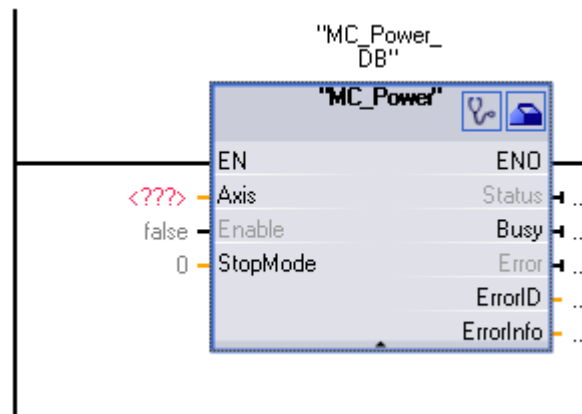 "MC_Power_
DB"
"MC_Power"
EN ENO
<???> Axis Status ...
false Enable Busy ...
0 StopMode Error ...
ErrorID ...
ErrorInfo ...